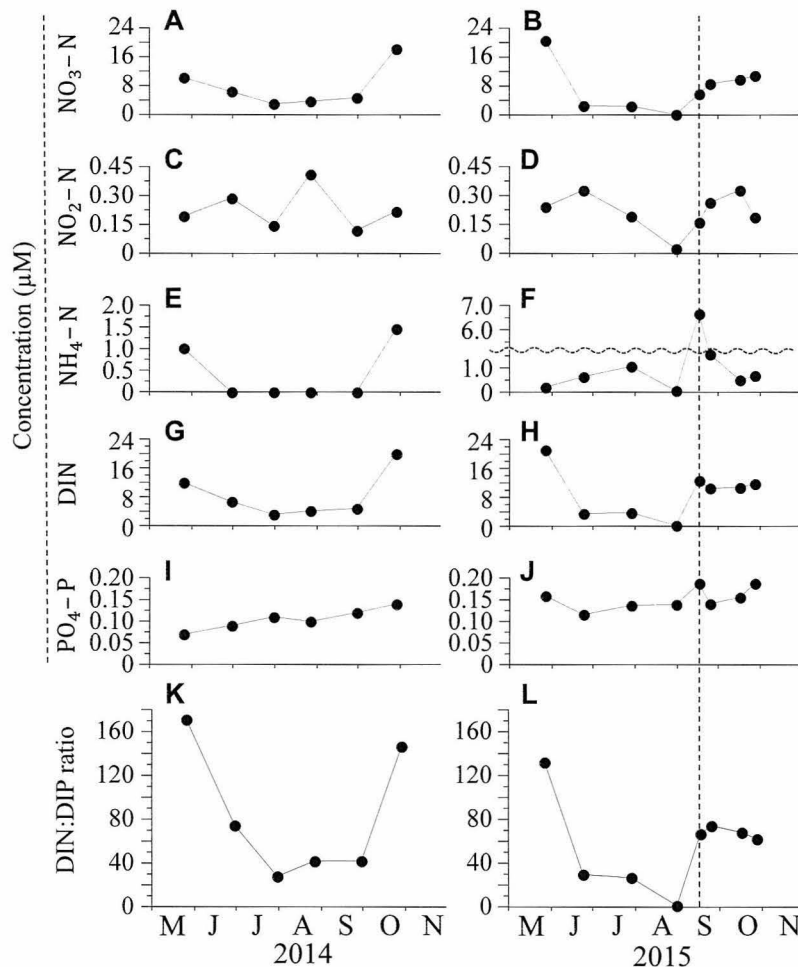 Concentration (μM)
A
NO₃−N
24
16
8
0
B
24
16
8
0
C
NO₂−N
0.45
0.30
0.15
0
D
0.45
0.30
0.15
0
E
NH₄−N
2.0
1.5
1.0
0.5
0
F
7.0
6.0
1.0
0
G
DIN
24
16
8
0
H
24
16
8
0
I
PO₄−P
0.20
0.15
0.10
0.05
0
J
0.20
0.15
0.10
0.05
0
K
DIN:DIP ratio
160
120
80
40
0
L
160
120
80
40
0
M J J A S O N
2014
M J J A S O N
2015